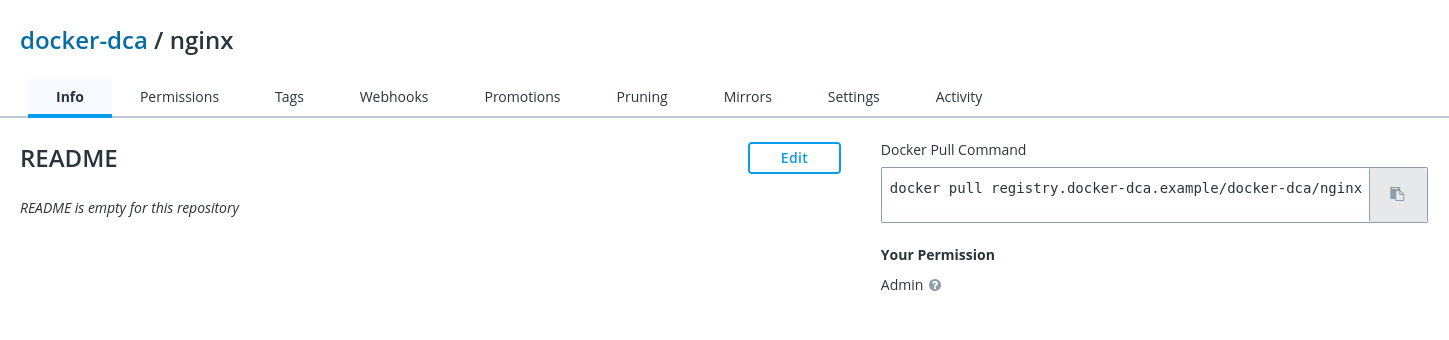 docker-dca / nginx
Info Permissions Tags Webhooks Promotions Pruning Mirrors Settings Activity
README
Edit
README is empty for this repository
Docker Pull Command
docker pull registry.docker-dca.example/docker-dca/nginx
Your Permission
Admin ?